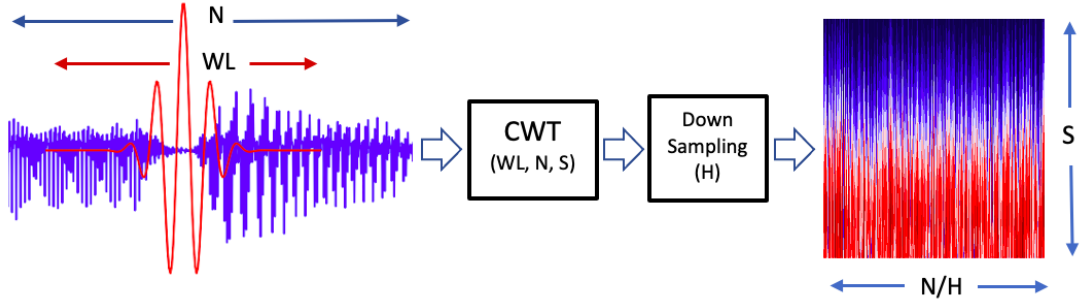 N
WL
CWT
(WL, N, S)
Down
Sampling
(H)
S
N/H